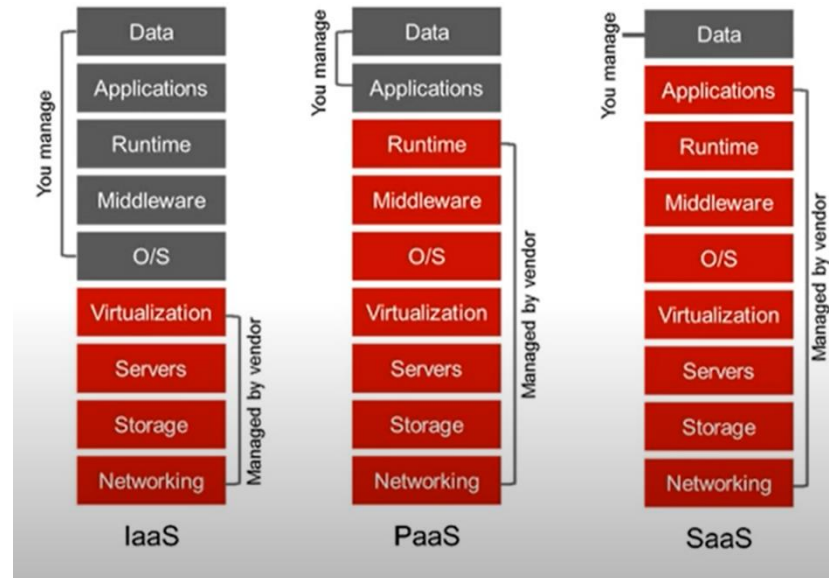 You manage
Data
Applications
Runtime
Middleware
O/S
Virtualization
Servers
Storage
Networking
Managed by vendor
IaaS
You manage
Data
Applications
Runtime
Middleware
O/S
Virtualization
Servers
Storage
Networking
Managed by vendor
PaaS
You manage
Data
Applications
Runtime
Middleware
O/S
Virtualization
Servers
Storage
Networking
Managed by vendor
SaaS